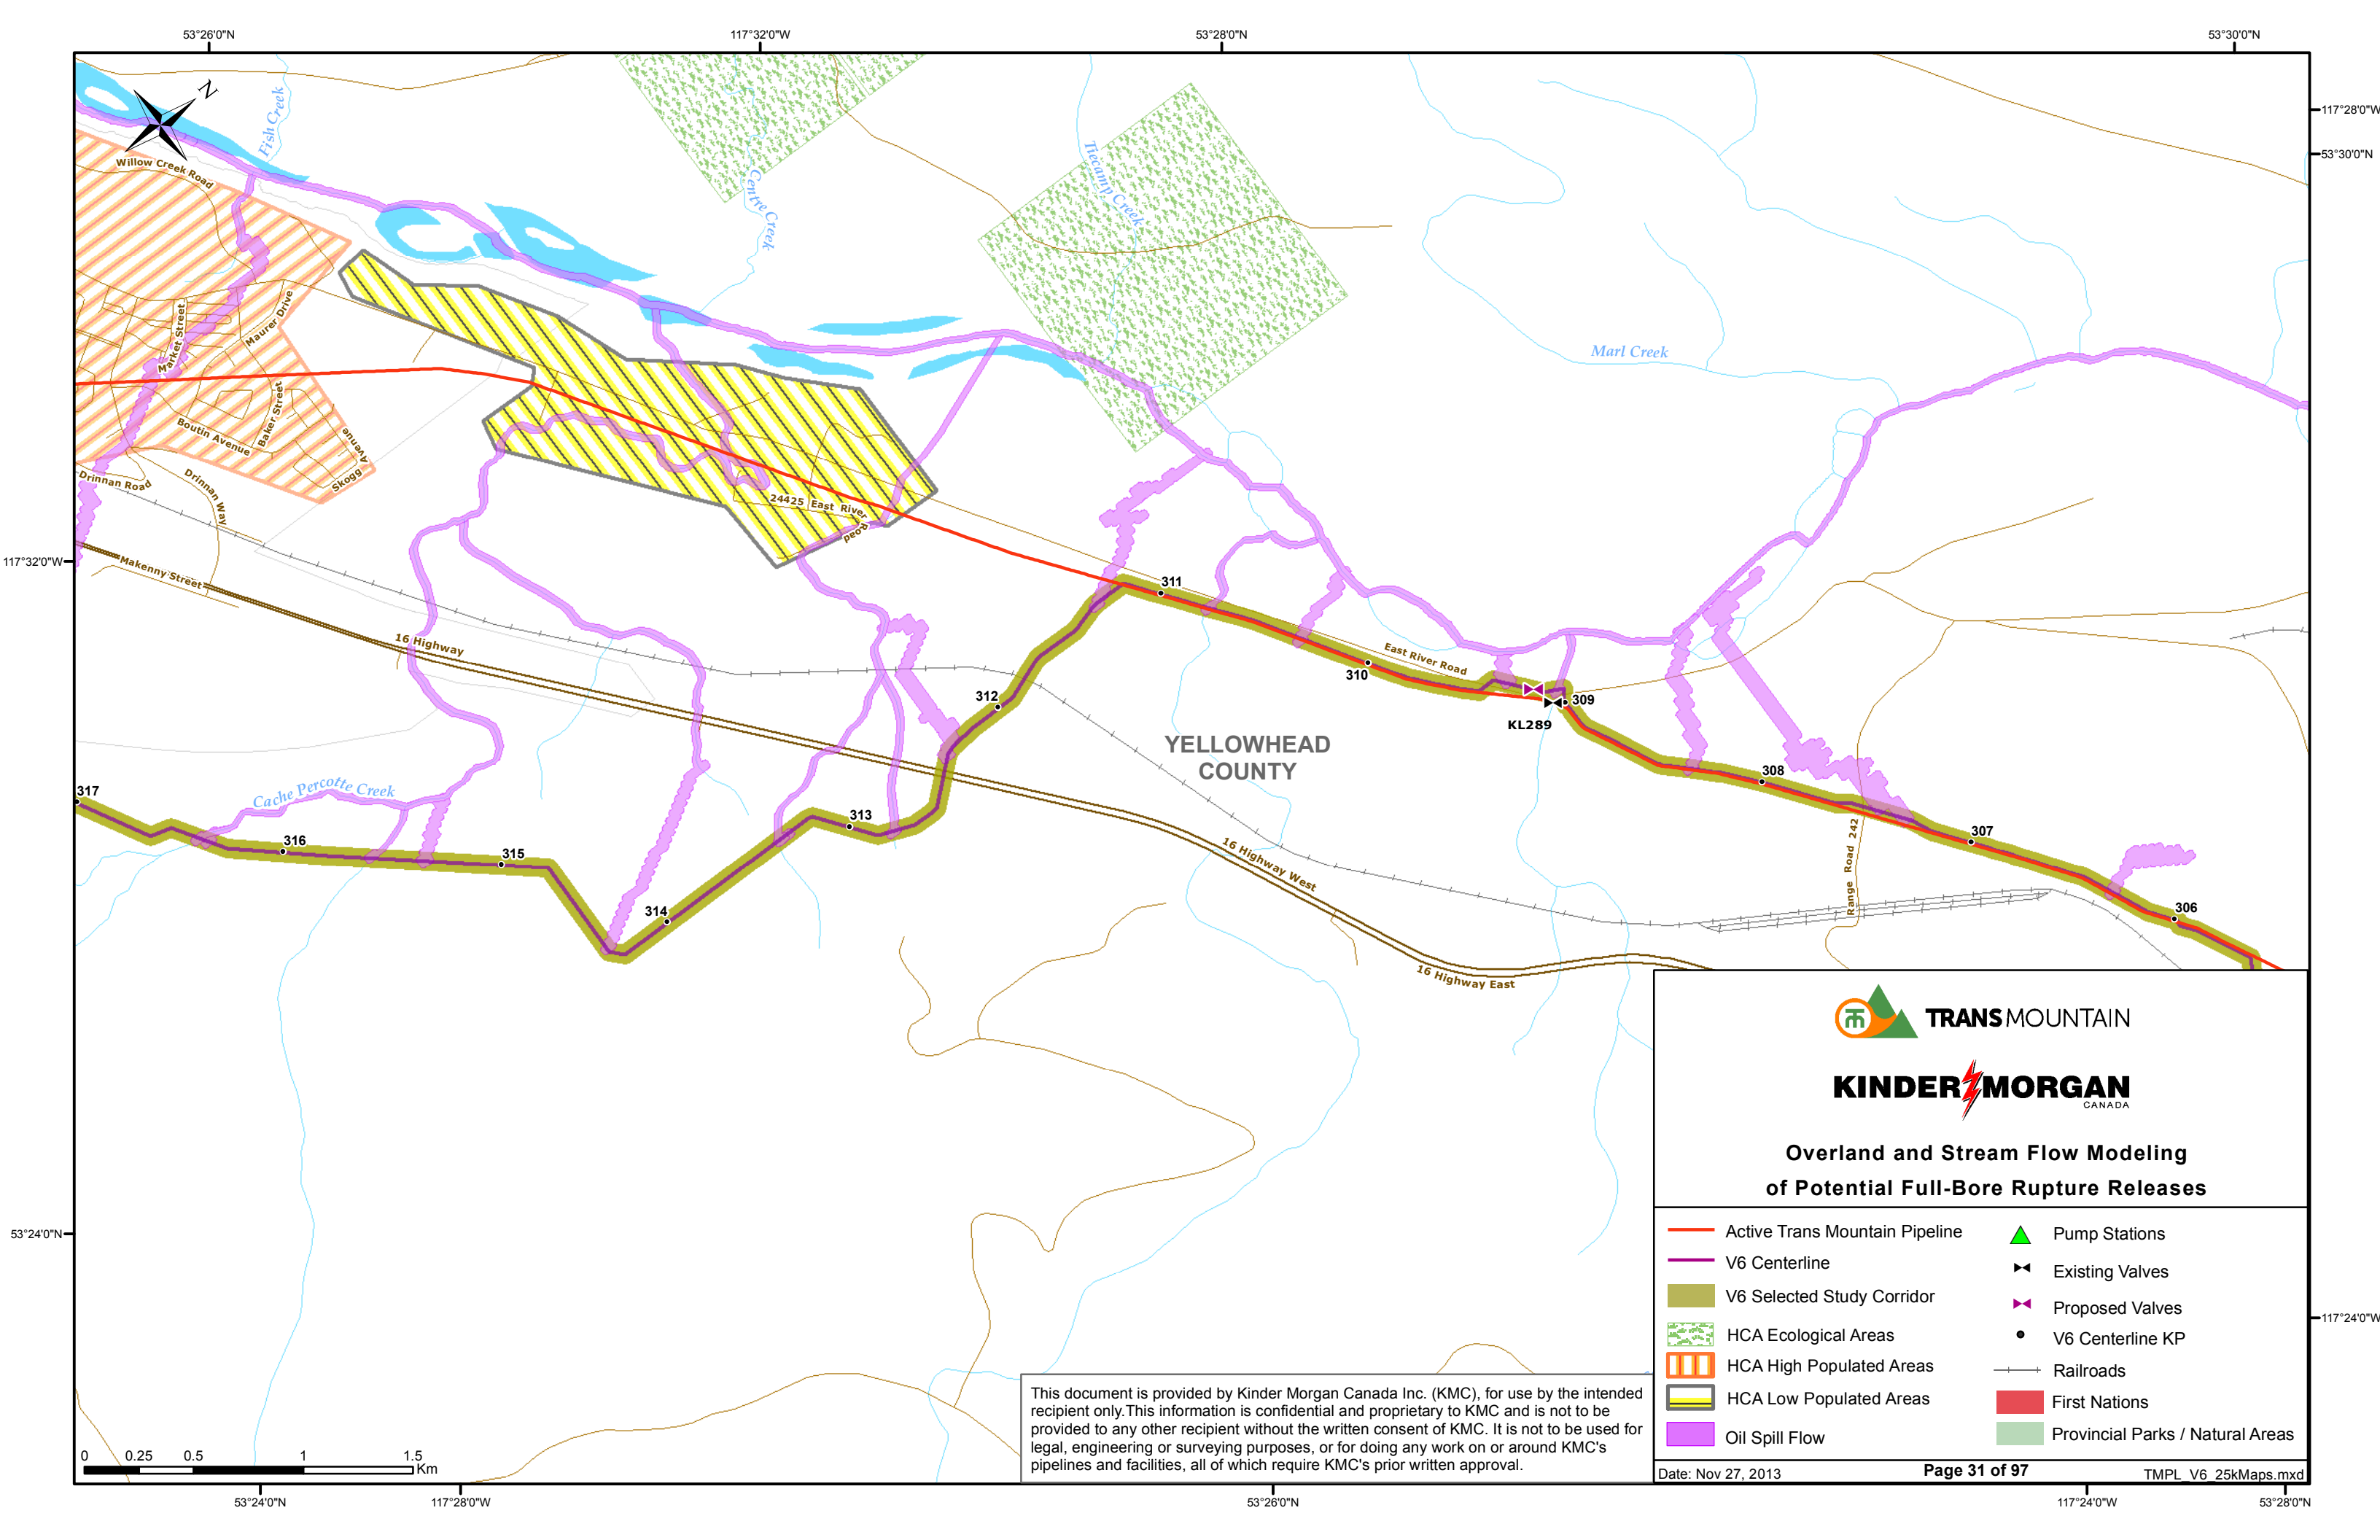 53°26'0"N
117°32'0"W
53°28'0"N
53°30'0"N
N
117°28'0"W
53°30'0"N
Fish Creek
Willow Creek Road
Centre Creek
Tiecamp Creek
Market Street
Maurer Drive
Marl Creek
Baker Street
Boutin Avenue
Skogg Avenue
Drinnan Road
Drinnan Way
24425 East River Road
117°32'0"W
Makenny Street
16 Highway
311
310
East River Road
309
KL289
312
YELLOWHEAD
COUNTY
308
317
Cache Percotte Creek
316
315
313
314
307
306
Range Road 242
16 Highway West
16 Highway East
53°24'0"N
TRANSMOUNTAIN
KINDER MORGAN
CANADA
Overland and Stream Flow Modeling
of Potential Full-Bore Rupture Releases
Active Trans Mountain Pipeline
V6 Centerline
V6 Selected Study Corridor
HCA Ecological Areas
HCA High Populated Areas
HCA Low Populated Areas
Oil Spill Flow
Pump Stations
Existing Valves
Proposed Valves
V6 Centerline KP
Railroads
First Nations
Provincial Parks / Natural Areas
117°24'0"W
This document is provided by Kinder Morgan Canada Inc. (KMC), for use by the intended
recipient only.This information is confidential and proprietary to KMC and is not to be
provided to any other recipient without the written consent of KMC. It is not to be used for
legal, engineering or surveying purposes, or for doing any work on or around KMC's
pipelines and facilities, all of which require KMC's prior written approval.
0 0.25 0.5 1 1.5
Km
Date: Nov 27, 2013
Page 31 of 97
TMPL_V6_25kMaps.mxd
53°24'0"N
117°28'0"W
53°26'0"N
117°24'0"W
53°28'0"N